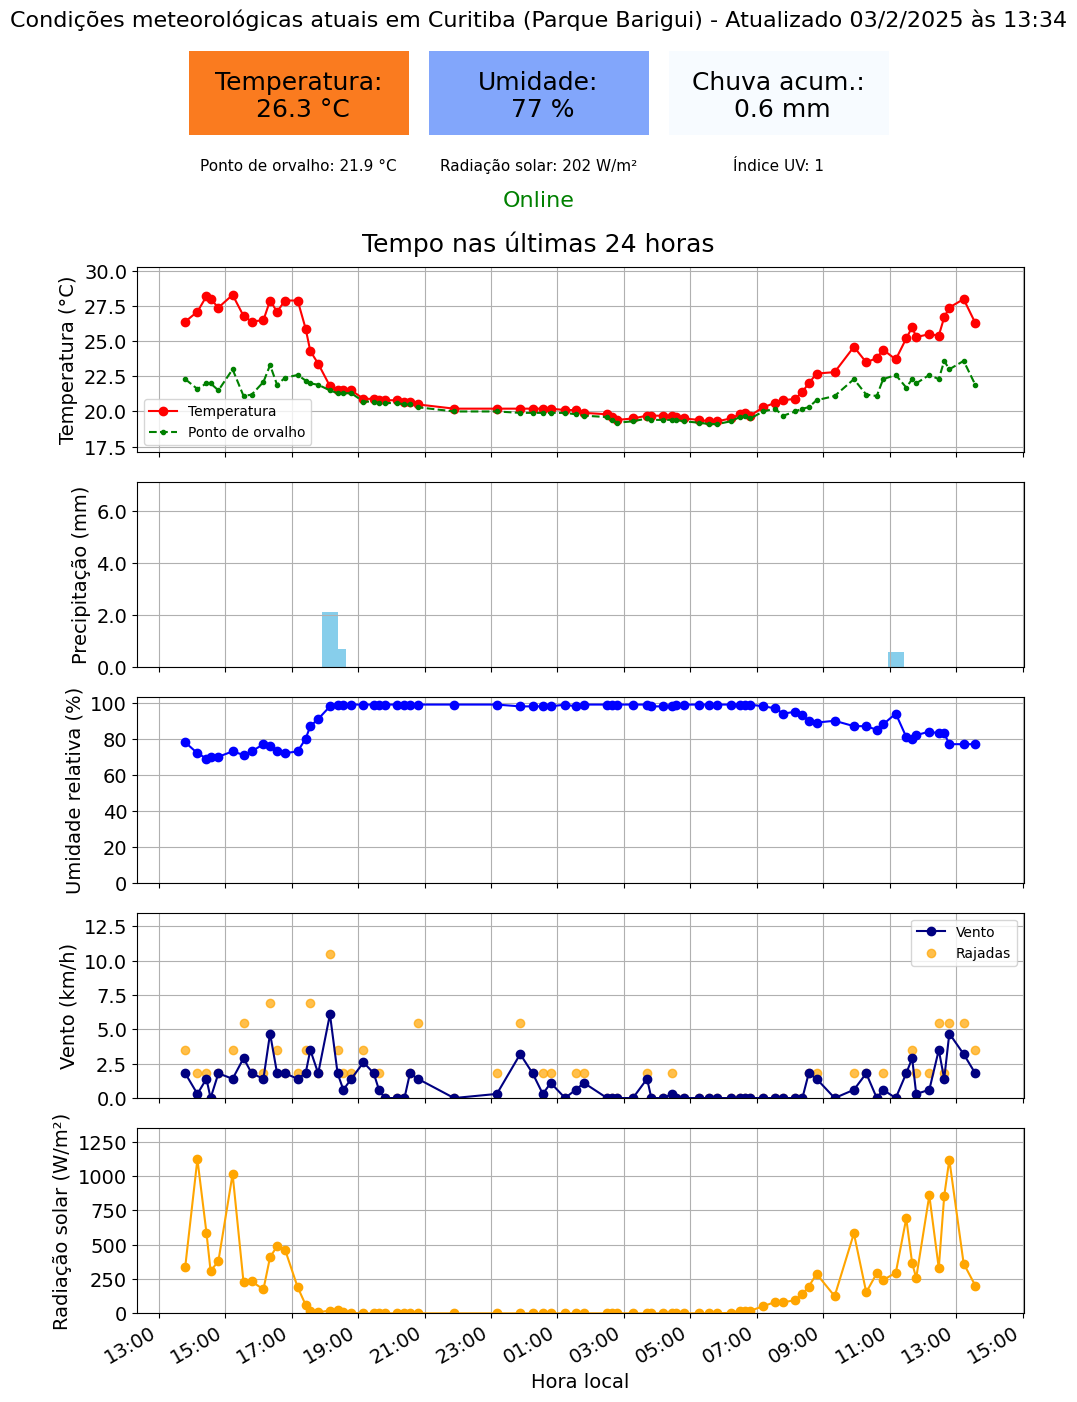 Condições meteorológicas atuais em Curitiba (Parque Barigui) - Atualizado 03/2/2025 às 13:34
Temperatura:
26.3 °C
Umidade:
77 %
Chuva acum.:
0.6 mm
Ponto de orvalho: 21.9 °C
Radiação solar: 202 W/m²
Índice UV: 1
Online
Tempo nas últimas 24 horas
Temperatura (°C)
30.0
27.5
25.0
22.5
20.0
17.5
Temperatura
Ponto de orvalho
Precipitação (mm)
6.0
4.0
2.0
0.0
Umidade relativa (%)
100
80
60
40
20
0
Vento (km/h)
12.5
10.0
7.5
5.0
2.5
0.0
Vento
Rajadas
Radiação solar (W/m²)
1250
1000
750
500
250
0
13:00
15:00
17:00
19:00
21:00
23:00
01:00
03:00
05:00
07:00
09:00
11:00
13:00
15:00
Hora local